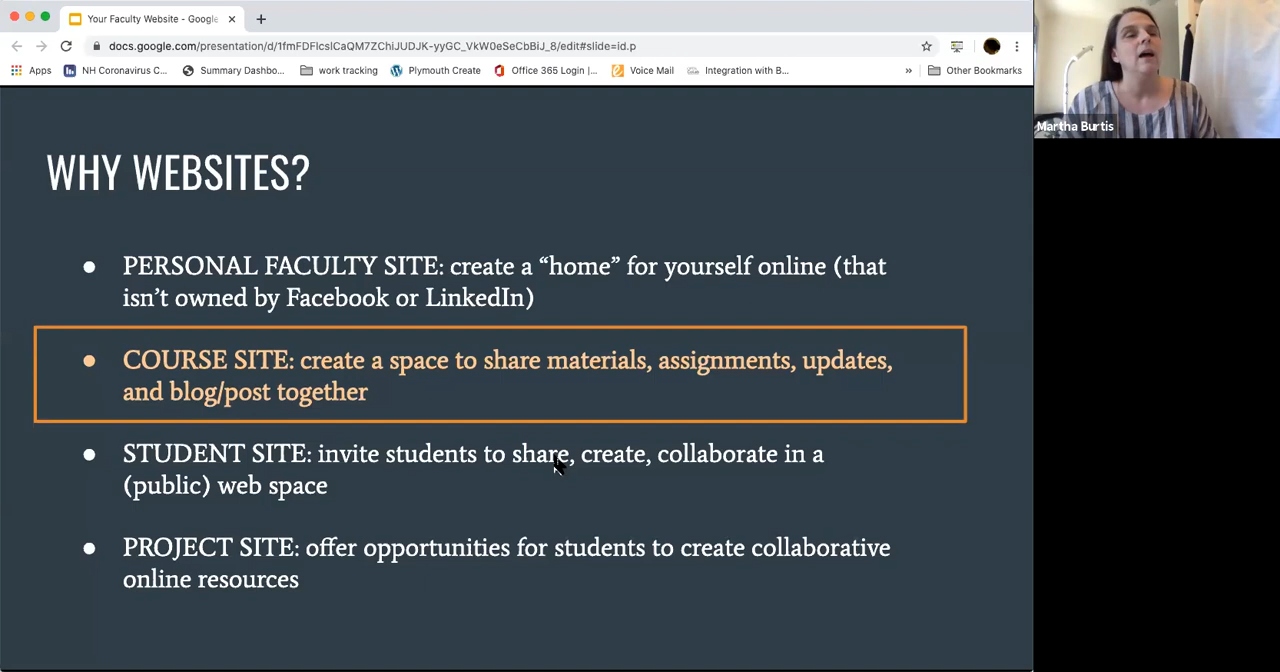 Your Faculty Website - Google
docs.google.com/presentation/d/1fmFDFlcslCaQM7ZChiJUDJK-yyGC_VkW0eSeCbBiJ_8/edit#slide=id.p
Apps
NH Coronavirus C...
Summary Dashbo...
work tracking
Plymouth Create
Office 365 Login |...
Voice Mail
Integration with B...
»
Other Bookmarks
Martha Burtis
WHY WEBSITES?
● PERSONAL FACULTY SITE: create a “home” for yourself online (that
isn’t owned by Facebook or LinkedIn)
● COURSE SITE: create a space to share materials, assignments, updates,
and blog/post together
● STUDENT SITE: invite students to share, create, collaborate in a
(public) web space
● PROJECT SITE: offer opportunities for students to create collaborative
online resources